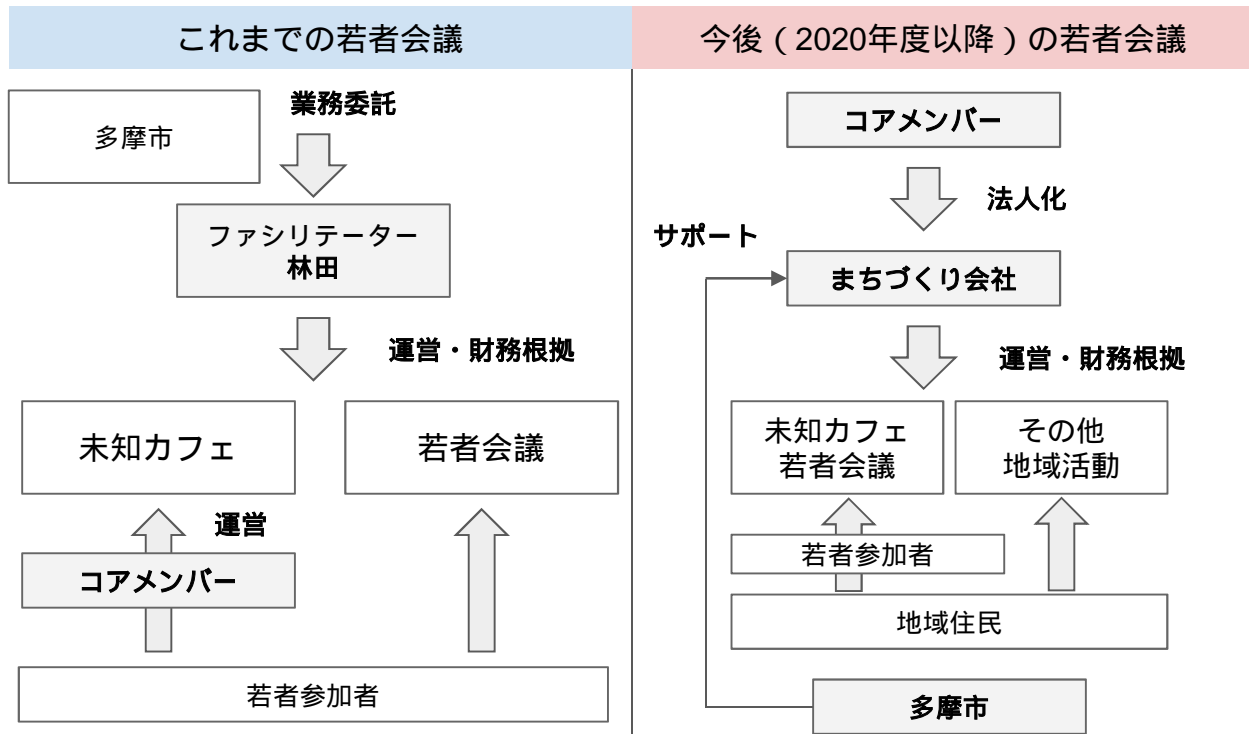 これまでの若者会議
業務委託
多摩市
ファシリテーター
林田
運営・財務根拠
未知カフェ
若者会議
運営
コアメンバー
若者参加者
今後(2020年度以降)の若者会議
コアメンバー
法人化
サポート
まちづくり会社
運営・財務根拠
未知カフェ
若者会議
その他
地域活動
若者参加者
地域住民
多摩市